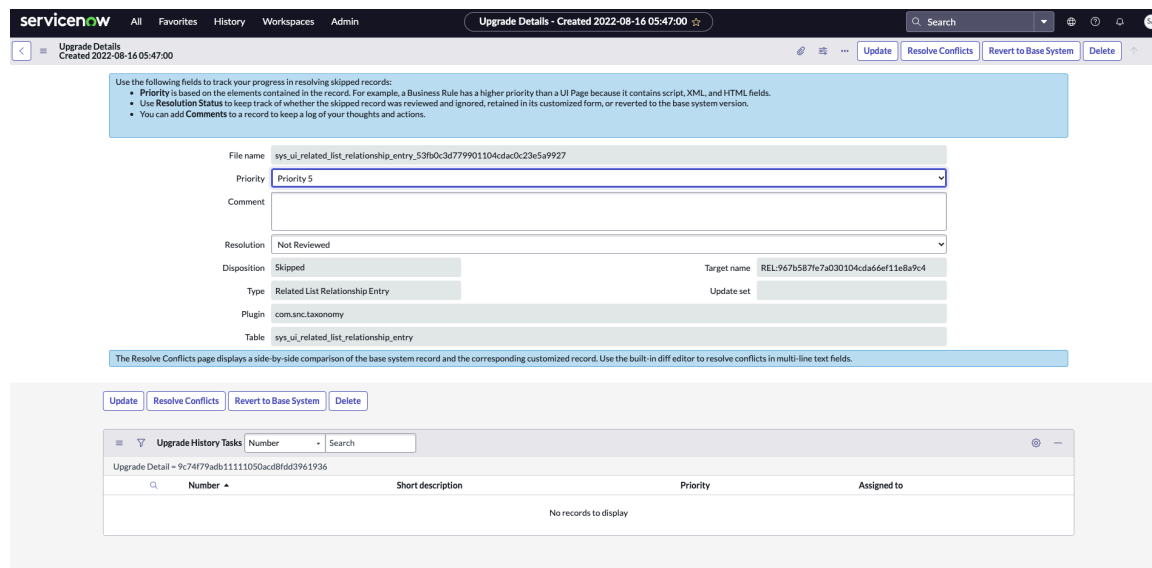 servicenow All Favorites History Workspaces Admin Upgrade Details - Created 2022-08-16 05:47:00 Search
Upgrade Details
Created 2022-08-16 05:47:00
Update Resolve Conflicts Revert to Base System Delete
Use the following fields to track your progress in resolving skipped records:
• Priority is based on the elements contained in the record. For example, a Business Rule has a higher priority than a UI Page because it contains script, XML, and HTML fields.
• Use Resolution Status to keep track of whether the skipped record was reviewed and ignored, retained in its customized form, or reverted to the base system version.
• You can add Comments to a record to keep a log of your thoughts and actions.
File name sys_ui_related_list_relationship_entry_53fb0c3d779901104cdac0c23e5a9927
Priority Priority 5
Comment
Resolution Not Reviewed
Disposition Skipped Target name REL:967b587fe7a030104cda66ef11e8a9c4
Type Related List Relationship Entry Update set
Plugin com.snc.taxonomy
Table sys_ui_related_list_relationship_entry
The Resolve Conflicts page displays a side-by-side comparison of the base system record and the corresponding customized record. Use the built-in diff editor to resolve conflicts in multi-line text fields.
Update Resolve Conflicts Revert to Base System Delete
Upgrade History Tasks Number Search
Upgrade Detail = 9c74f79adb11111050acd8fdd3961936
Number Short description Priority Assigned to
No records to display